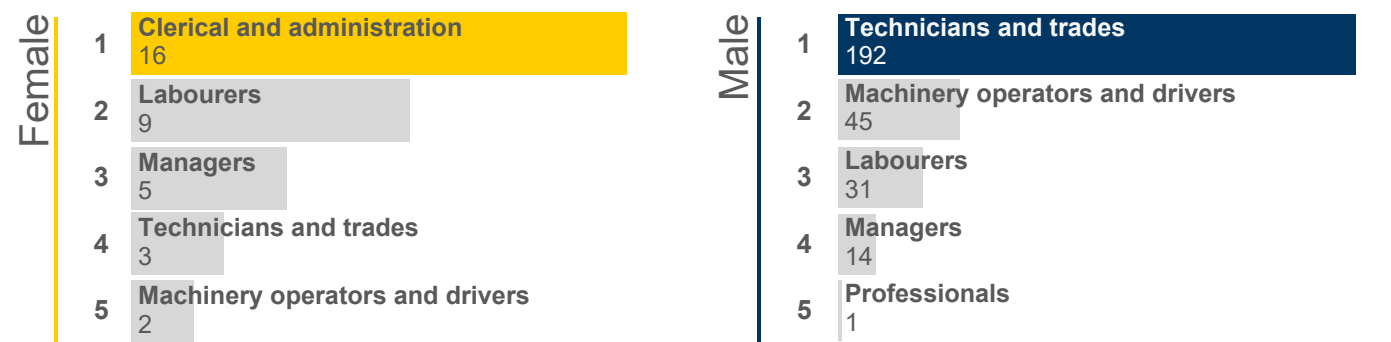 Female
1
Clerical and administration
16
2
Labourers
9
3
Managers
5
4
Technicians and trades
3
5
Machinery operators and drivers
2
Male
1
Technicians and trades
192
2
Machinery operators and drivers
45
3
Labourers
31
4
Managers
14
5
Professionals
1